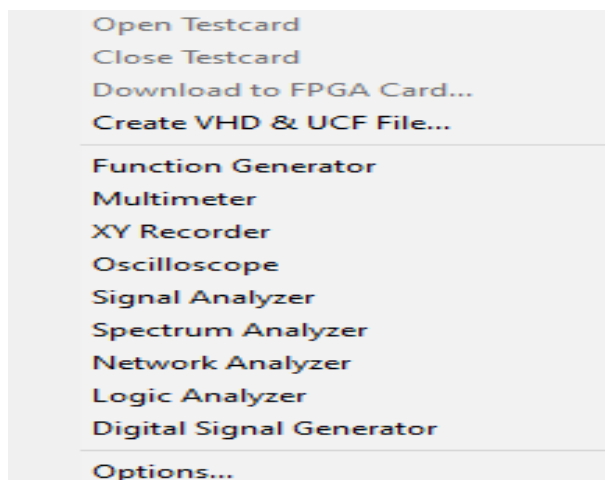 Open Testcard
Close Testcard
Download to FPGA Card...
Create VHD & UCF File...
Function Generator
Multimeter
XY Recorder
Oscilloscope
Signal Analyzer
Spectrum Analyzer
Network Analyzer
Logic Analyzer
Digital Signal Generator
Options...